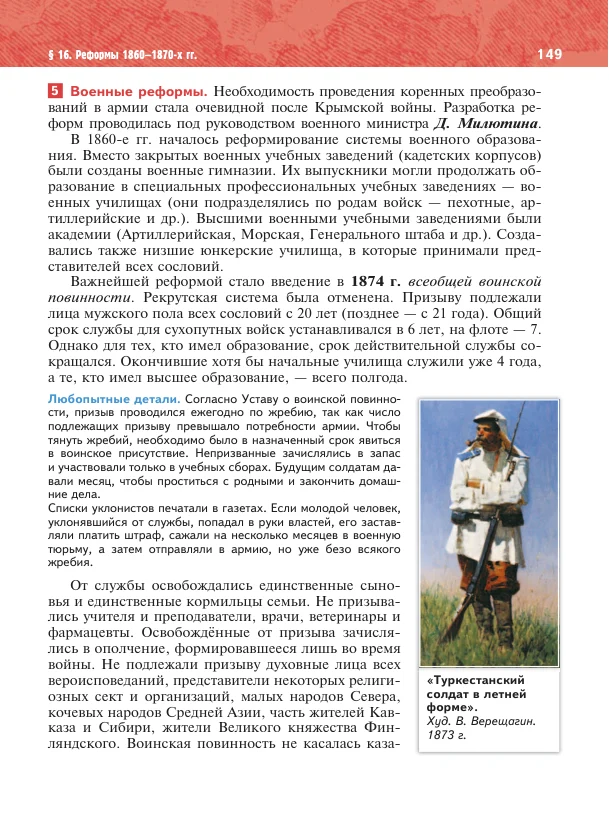 § 16. Реформы 1860–1870-х гг.
149
5 Военные реформы. Необходимость проведения коренных преобразо-
ваний в армии стала очевидной после Крымской войны. Разработка ре-
форм проводилась под руководством военного министра Д. Милютина.
В 1860-е гг. началось реформирование системы военного образова-
ния. Вместо закрытых военных учебных заведений (кадетских корпусов)
были созданы военные гимназии. Их выпускники могли продолжать об-
разование в специальных профессиональных учебных заведениях — во-
енных училищах (они подразделялись по родам войск — пехотные, ар-
тиллерийские и др.). Высшими военными учебными заведениями были
академии (Артиллерийская, Морская, Генерального штаба и др.). Созда-
вались также низшие юнкерские училища, в которые принимали пред-
ставителей всех сословий.
Важнейшей реформой стало введение в 1874 г. всеобщей воинской
повинности. Рекрутская система была отменена. Призыву подлежали
лица мужского пола всех сословий с 20 лет (позднее — с 21 года). Общий
срок службы для сухопутных войск устанавливался в 6 лет, на флоте — 7.
Однако для тех, кто имел образование, срок действительной службы со-
кращался. Окончившие хотя бы начальные училища служили уже 4 года,
а те, кто имел высшее образование, — всего полгода.
Любопытные детали. Согласно Уставу о воинской повинно-
сти, призыв проводился ежегодно по жребию, так как число
подлежащих призыву превышало потребности армии. Чтобы
тянуть жребий, необходимо было в назначенный срок явиться
в воинское присутствие. Непризванные зачислялись в запас
и участвовали только в учебных сборах. Будущим солдатам да-
вали месяц, чтобы проститься с родными и закончить домаш-
ние дела.
Списки уклонистов печатали в газетах. Если молодой человек,
уклонявшийся от службы, попадал в руки властей, его застав-
ляли платить штраф, сажали на несколько месяцев в военную
тюрьму, а затем отправляли в армию, но уже безо всякого
жребия.
От службы освобождались единственные сыно-
вья и единственные кормильцы семьи. Не призыва-
лись учителя и преподаватели, врачи, ветеринары и
фармацевты. Освобождённые от призыва зачисля-
лись в ополчение, формировавшееся лишь во время
войны. Не подлежали призыву духовные лица всех
вероисповеданий, представители некоторых религи-
озных сект и организаций, малых народов Севера,
кочевых народов Средней Азии, часть жителей Кав-
каза и Сибири, жители Великого княжества Фин-
ляндского. Воинская повинность не касалась каза-
«Туркестанский
солдат в летней
форме».
Худ. В. Верещагин.
1873 г.